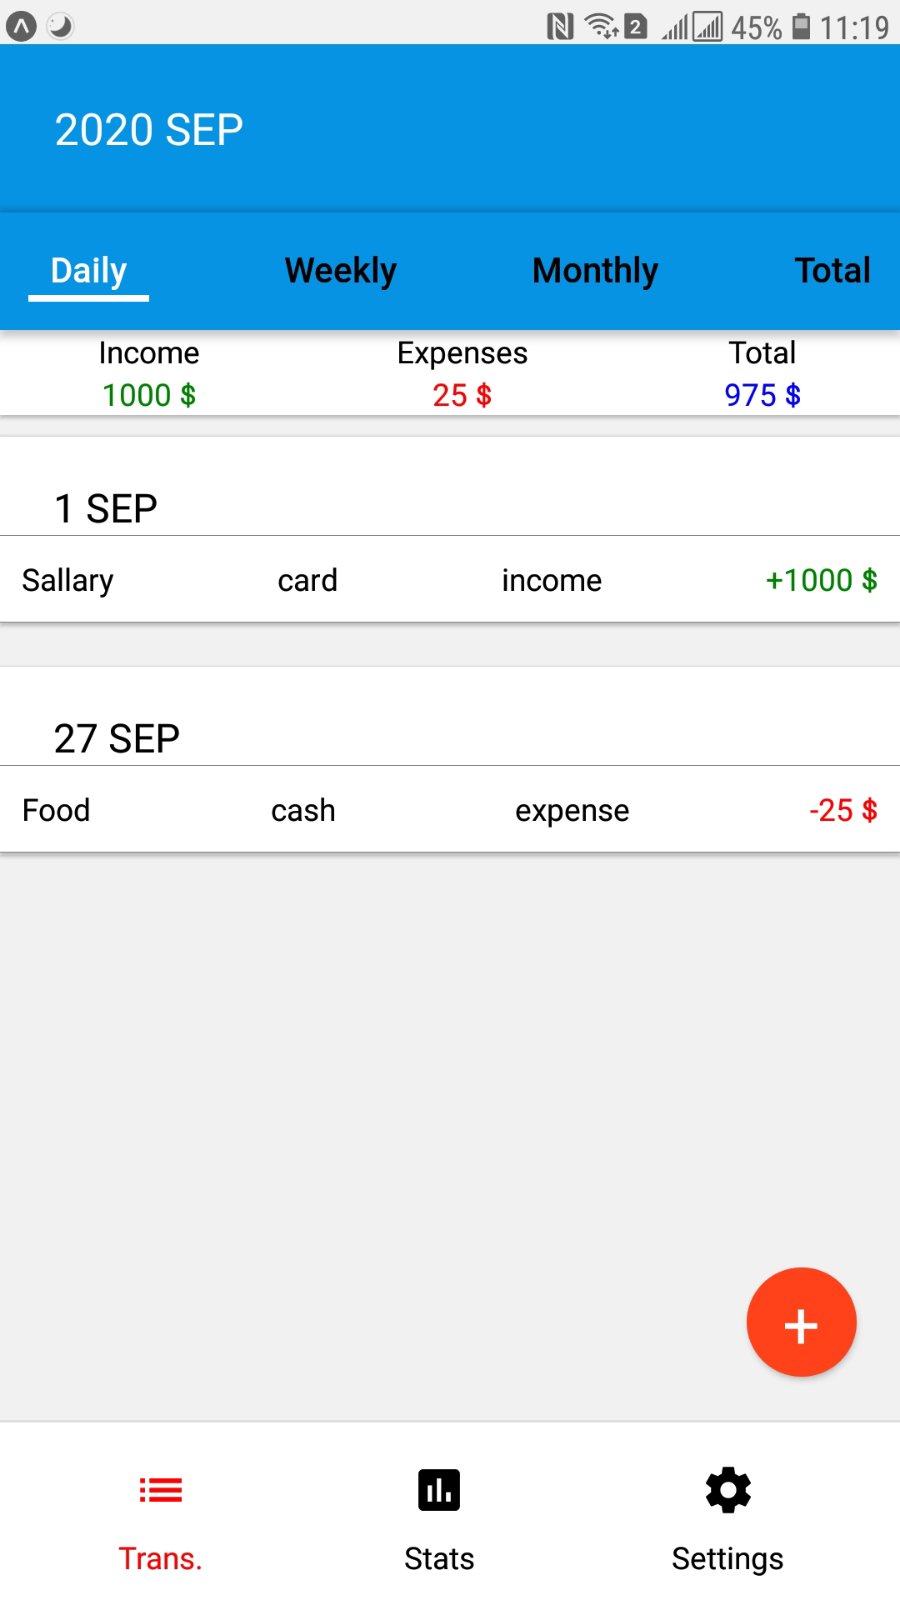 2 45% 11:19
2020 SEP
Daily Weekly Monthly Total
Income Expenses Total
1000 $ 25 $ 975 $
1 SEP
Sallary card income +1000 $
27 SEP
Food cash expense -25 $
+
Trans. Stats Settings